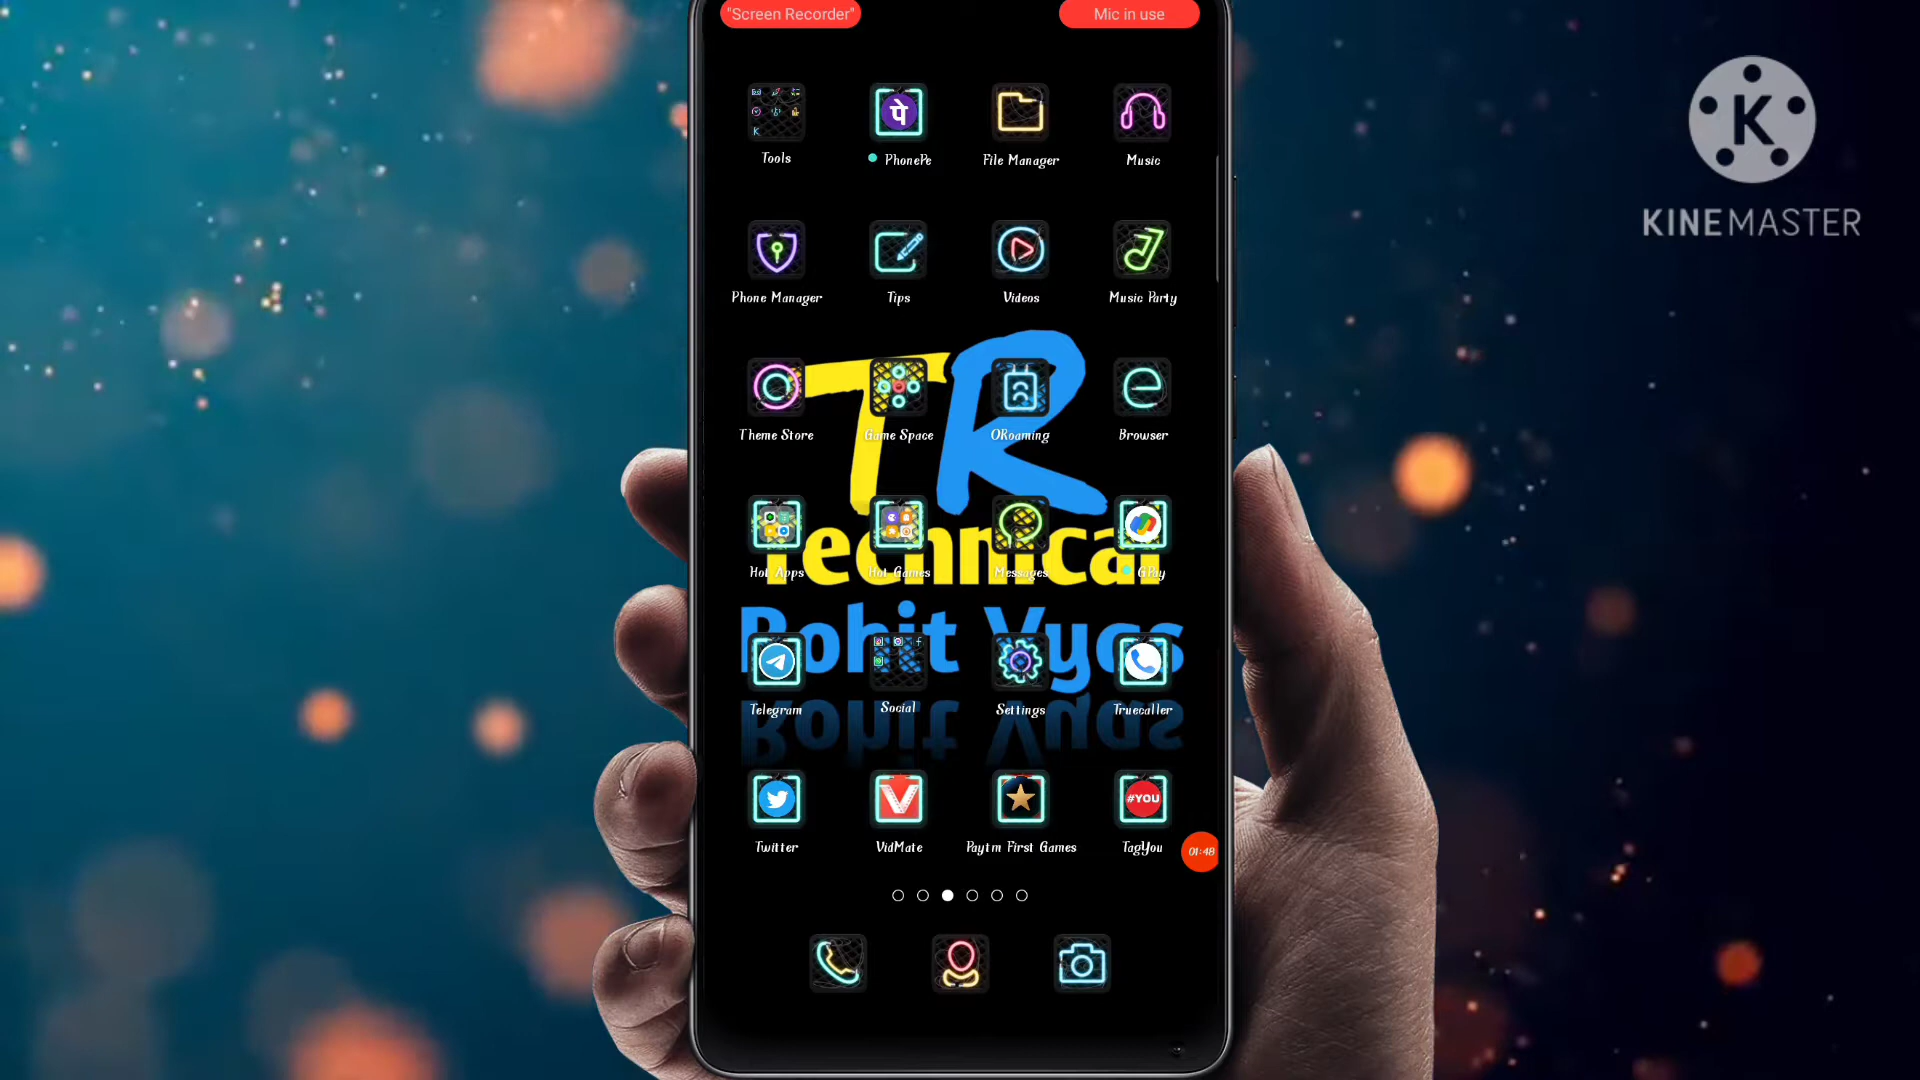 "Screen Recorder" Mic in use
K
KINEMASTER
Tools PhonePe File Manager Music
पे
Phone Manager Tips Videos Music Party
TR
Theme Store Game Space ORoaming Browser
Technical
Hot Apps Hot Games Messages GPay
Rohit Vyas
Telegram Social Settings Truecaller
#YOU
Twitter VidMate Paytm First Games TagYou
01:48